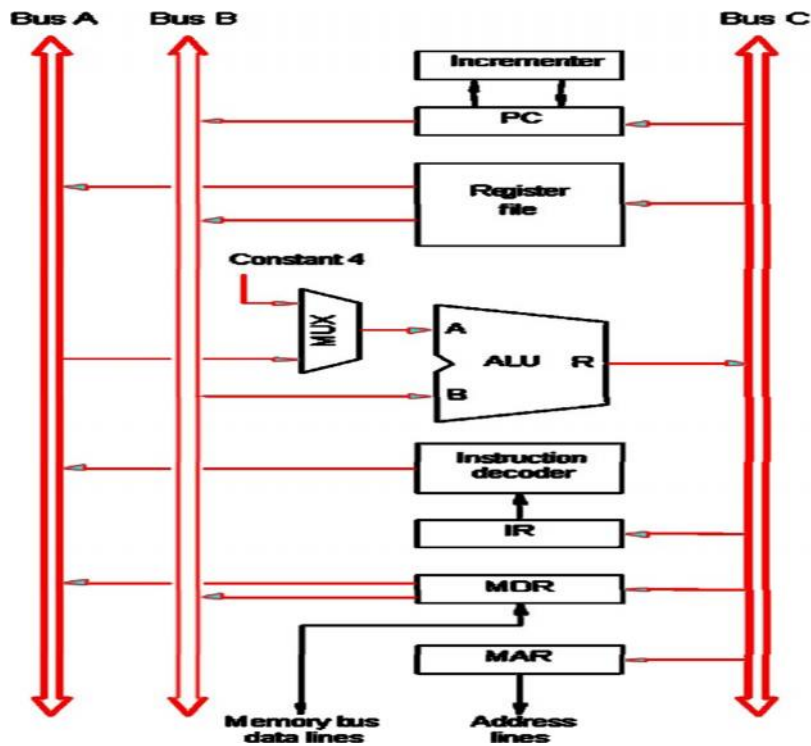 Bus A
Bus B
Bus C
Incrementer
PC
Register
file
Constant 4
MUX
A
ALU
R
B
Instruction
decoder
IR
MDR
MAR
Memory bus
data lines
Address
lines